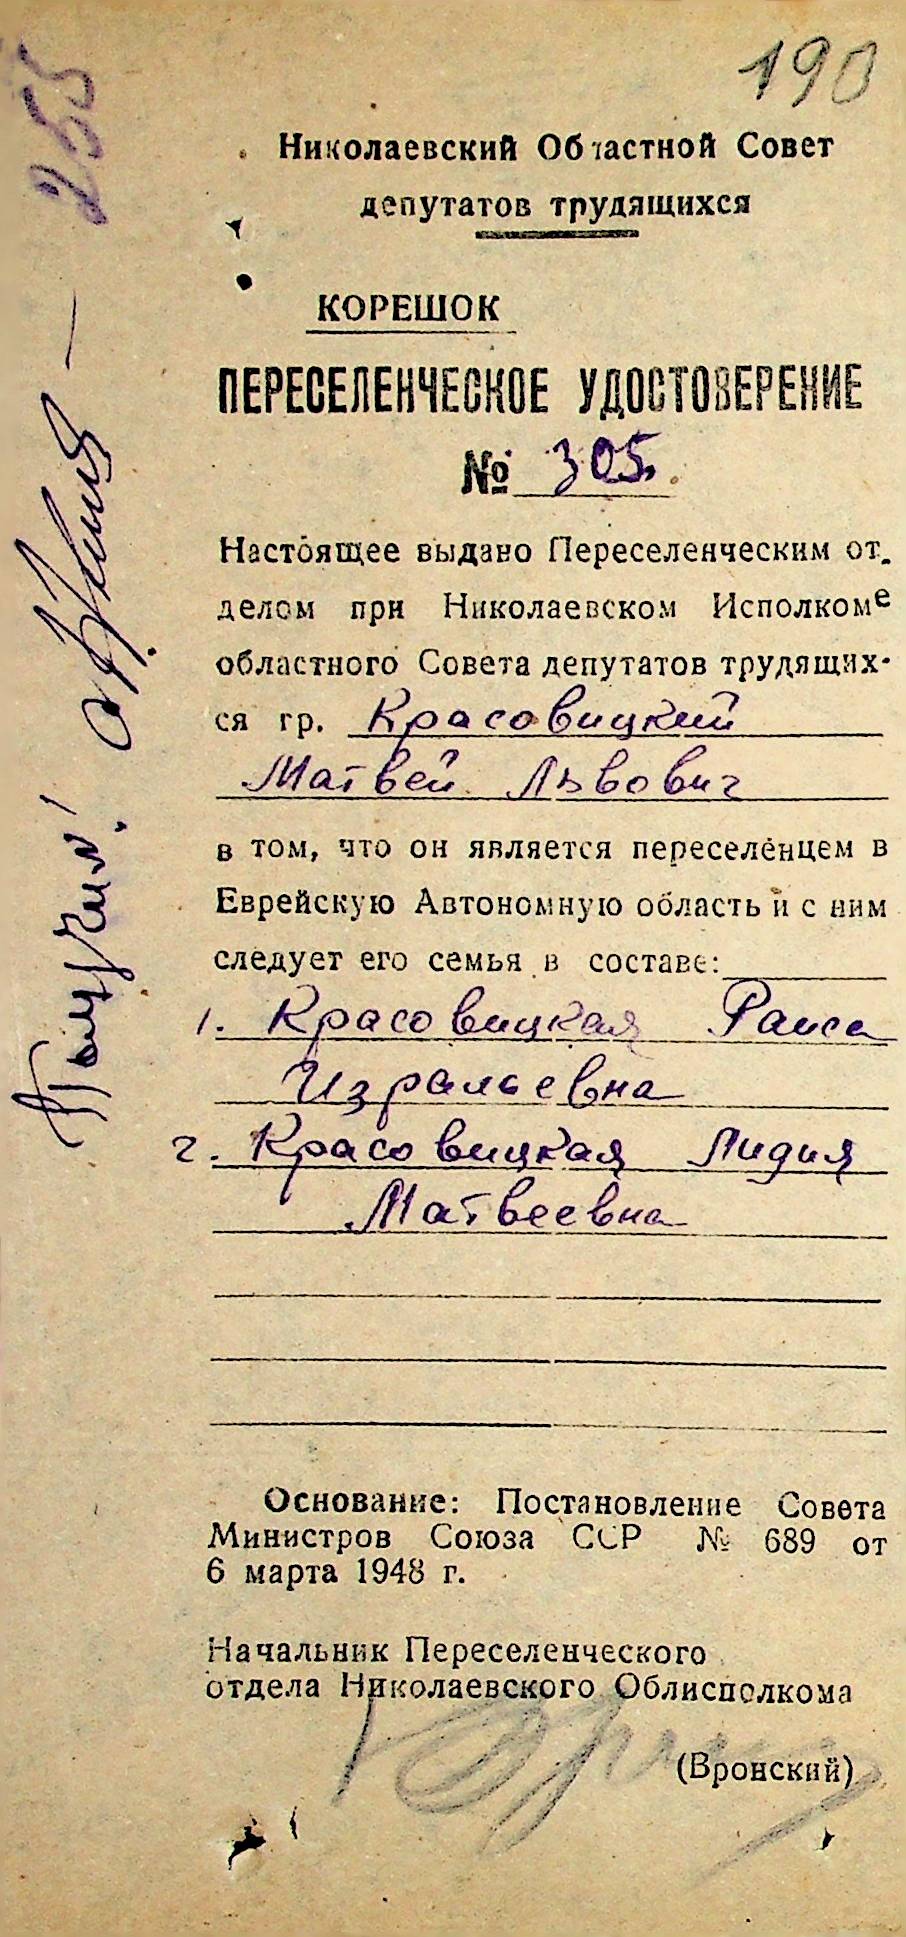 190
255
Николаевский Областной Совет
депутатов трудящихся
КОРЕШОК
ПЕРЕСЕЛЕНЧЕСКОЕ УДОСТОВЕРЕНИЕ
№ 305.
Настоящее выдано Переселенческим от-
делом при Николаевском Исполкоме
областного Совета депутатов трудящих-
ся гр. Красовицкий
Матвей Львович
в том, что он является переселенцем в
Еврейскую Автономную область и с ним
следует его семья в составе:
1. Красовицкая Раиса
Изральевна
2. Красовицкая Лидия
Матвеевна
Основание: Постановление Совета
Министров Союза ССР № 689 от
6 марта 1948 г.
Начальник Переселенческого
отдела Николаевского Облисполкома
(Вронский)